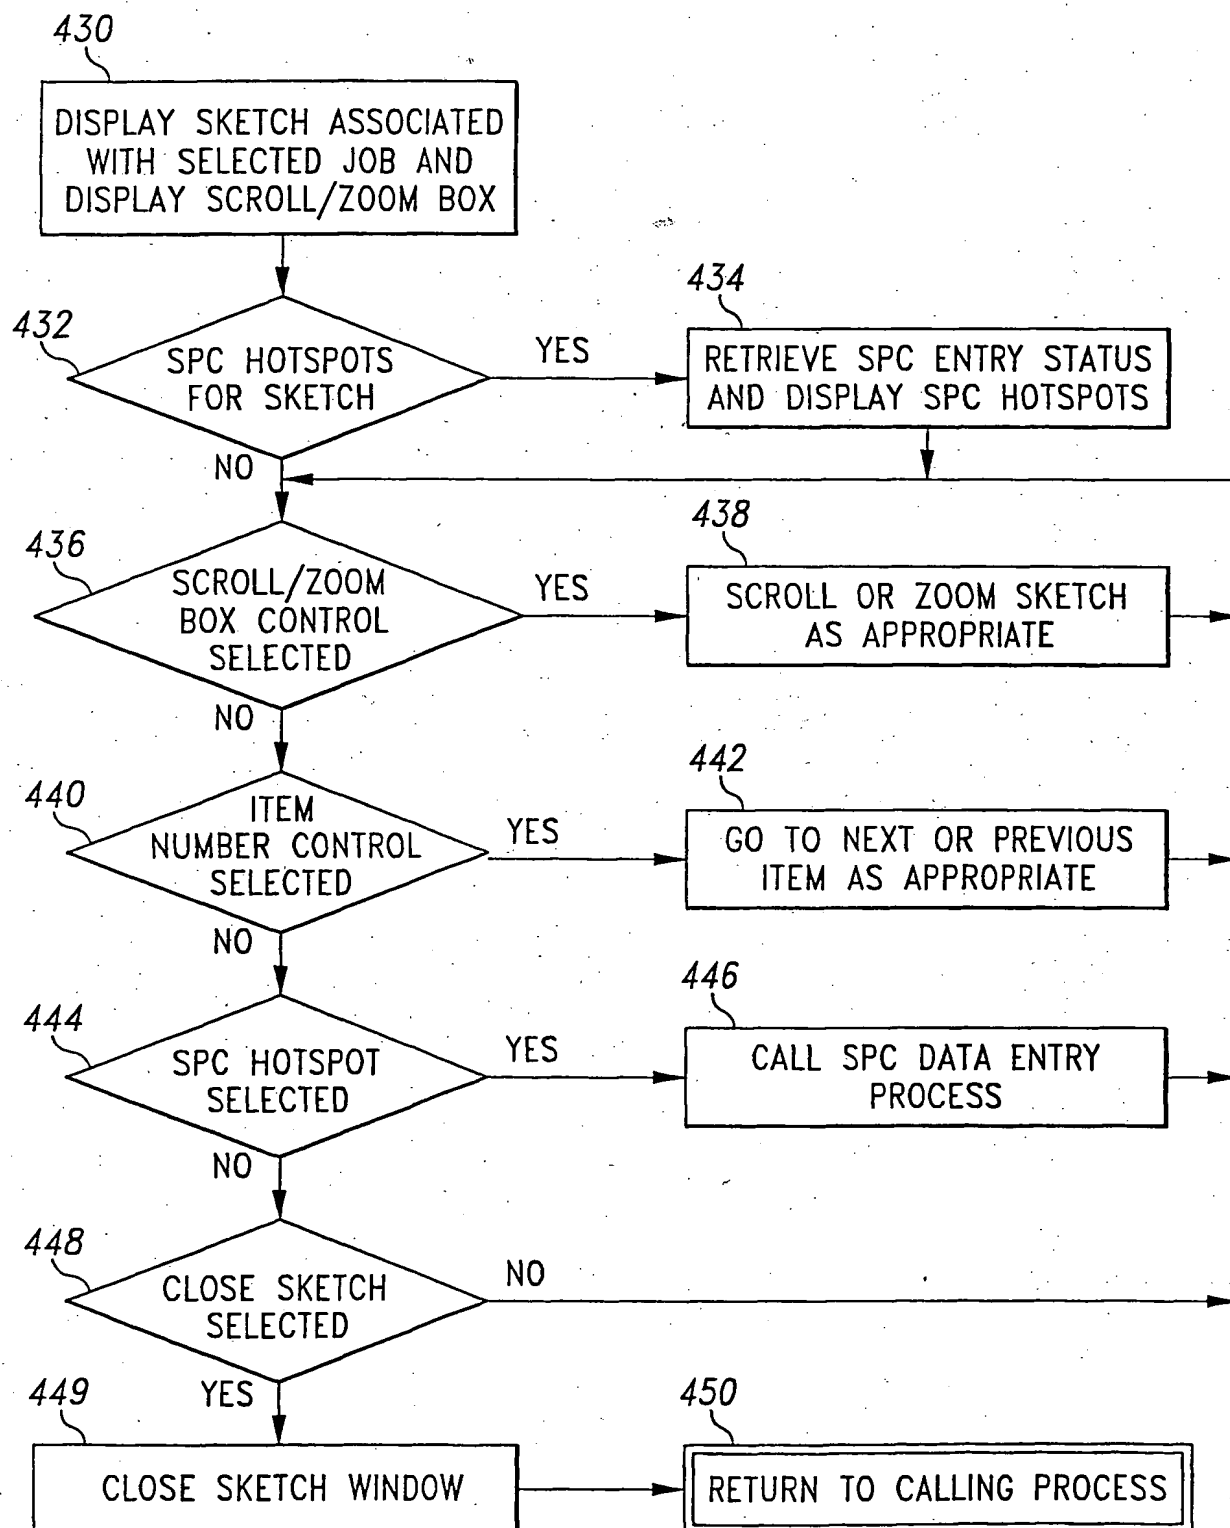 430
DISPLAY SKETCH ASSOCIATED
WITH SELECTED JOB AND
DISPLAY SCROLL/ZOOM BOX
432
SPC HOTSPOTS
FOR SKETCH
YES
NO
434
RETRIEVE SPC ENTRY STATUS
AND DISPLAY SPC HOTSPOTS
436
SCROLL/ZOOM
BOX CONTROL
SELECTED
YES
NO
438
SCROLL OR ZOOM SKETCH
AS APPROPRIATE
440
ITEM
NUMBER CONTROL
SELECTED
YES
NO
442
GO TO NEXT OR PREVIOUS
ITEM AS APPROPRIATE
444
SPC HOTSPOT
SELECTED
YES
NO
446
CALL SPC DATA ENTRY
PROCESS
448
CLOSE SKETCH
SELECTED
NO
YES
449
CLOSE SKETCH WINDOW
450
RETURN TO CALLING PROCESS